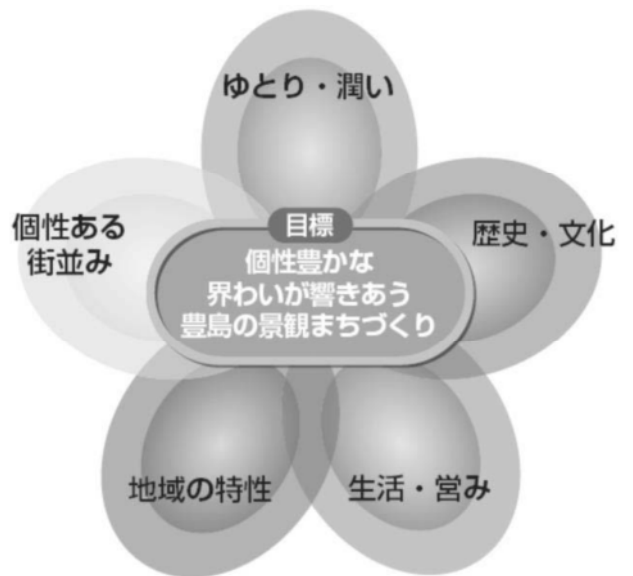 ゆとり・潤い
個性ある
街並み
歴史・文化
目標
個性豊かな
界わいが響きあう
豊島の景観まちづくり
地域の特性
生活・営み